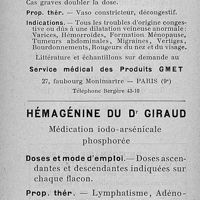 Cas graves doubler la dose.
Prop. thér. — Vaso constricteur, décongestif.
Indications. — Tous les troubles d'origine conges-
tive ou dûs à une dilatation veineuse anormale :
Varices, Hémorroïdes, Formation Ménopause,
Tumeurs abdominales, Migraines, Vertiges,
Bourdonnements, Rougeurs du nez et du visage.
Littérature et échantillons sur demande au
Service médical des Produits GMET
27, faubourg Montmartre — PARIS (9e)
Téléphone Bergère 43-10
HÉMAGÉNINE DU Dr GIRAUD
Médication iodo-arsénicale
phosphorée
Doses et mode d'emploi. — Doses ascen-
dantes et descendantes indiquées sur
chaque flacon.
Prop. thér. — Lymphatisme, Adéno-